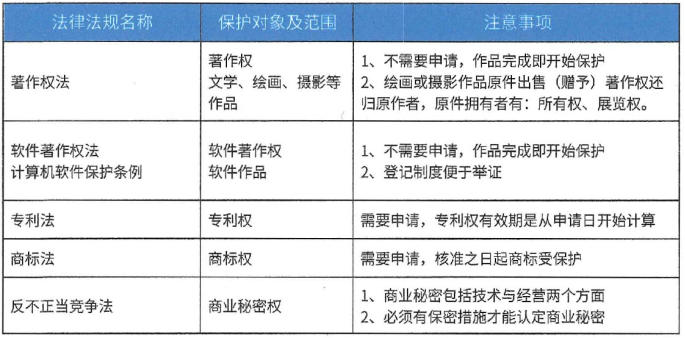 法律法规名称
保护对象及范围
注意事项
著作权法
著作权
文学、绘画、摄影等
作品
1、不需要申请，作品完成即开始保护
2、绘画或摄影作品原件出售（赠予）著作权还
归原作者，原件拥有者有：所有权、展览权。
软件著作权法
计算机软件保护条例
软件著作权
软件作品
1、不需要申请，作品完成即开始保护
2、登记制度便于举证
专利法
专利权
需要申请，专利权有效期是从申请日开始计算
商标法
商标权
需要申请，核准之日起商标受保护
反不正当竞争法
商业秘密权
1、商业秘密包括技术与经营两个方面
2、必须有保密措施才能认定商业秘密